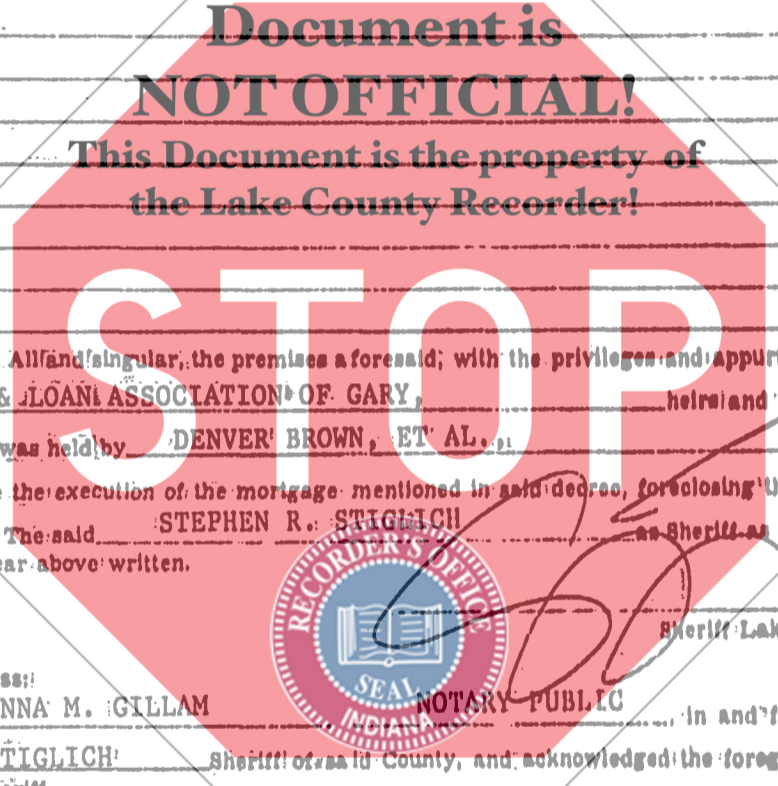 Document is
NOT OFFICIAL!
This Document is the property of
the Lake County Recorder!
STOP
All and singular, the premises aforesaid, with the privileges and appurt
& LOAN ASSOCIATION OF GARY, heirs and
was held by DENVER BROWN, ET AL.,
the execution of the mortgage mentioned in said decree, foreclosing
The said STEPHEN R. STIGLICH as Sheriff as
ear above written.
RECORDER'S OFFICE
SEAL
INDIANA
Sheriff Lak
ss:
NNA M. GILLAM NOTARY PUBLIC in and f
TIGLICH Sheriff of said County, and acknowledged the foreg